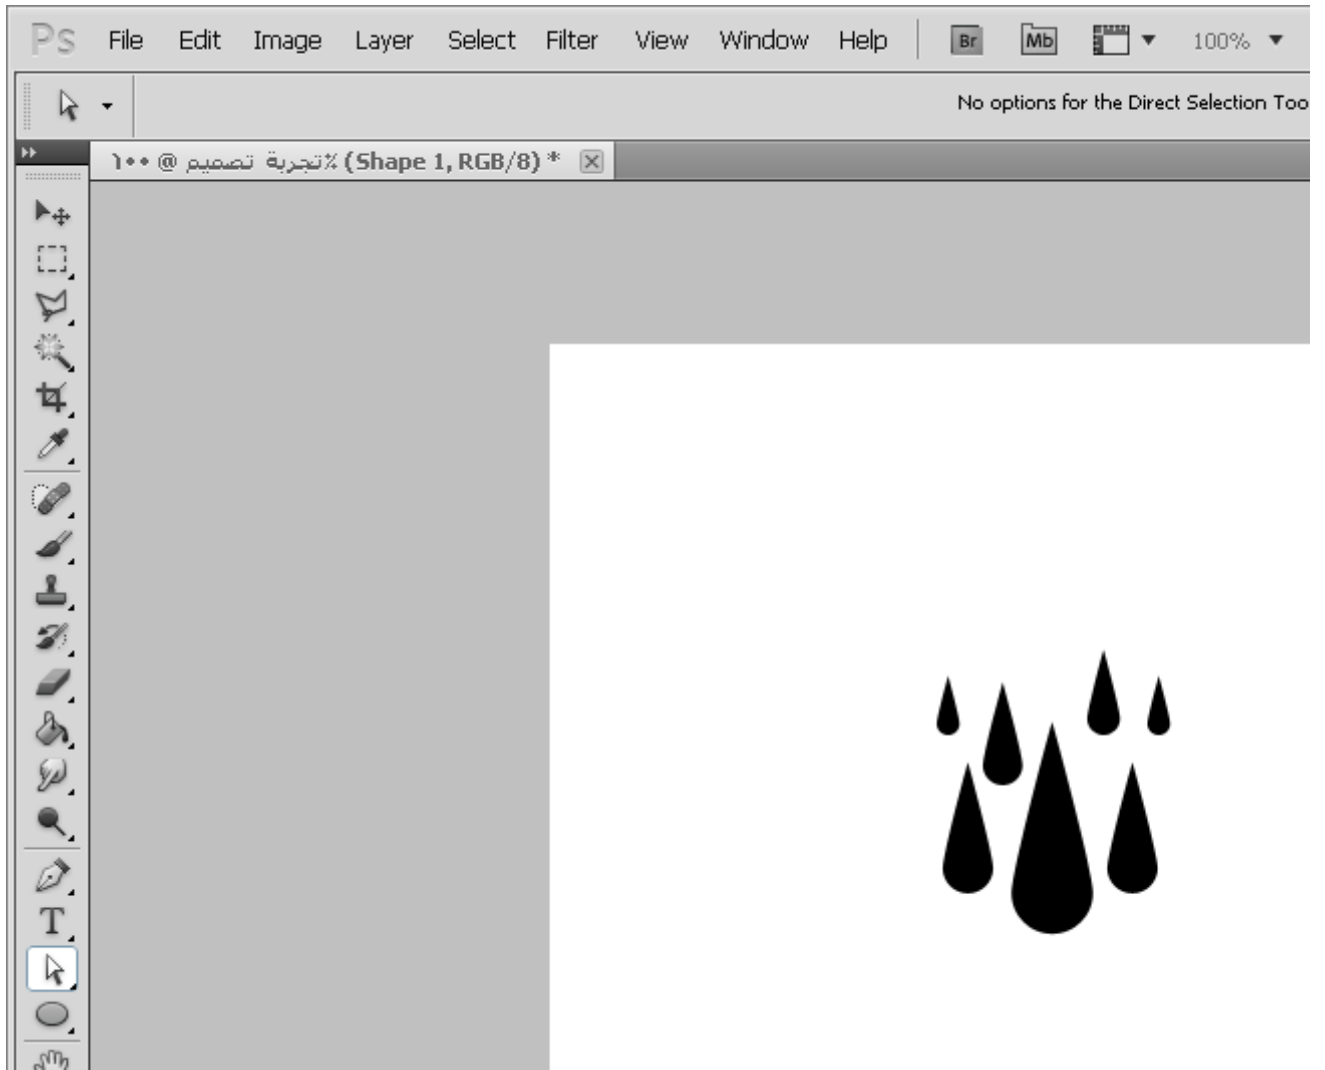 Ps File Edit Image Layer Select Filter View Window Help Br Mb 100%
No options for the Direct Selection Too
تجربة تصميم @ ١٠٠% (Shape 1, RGB/8) *
T